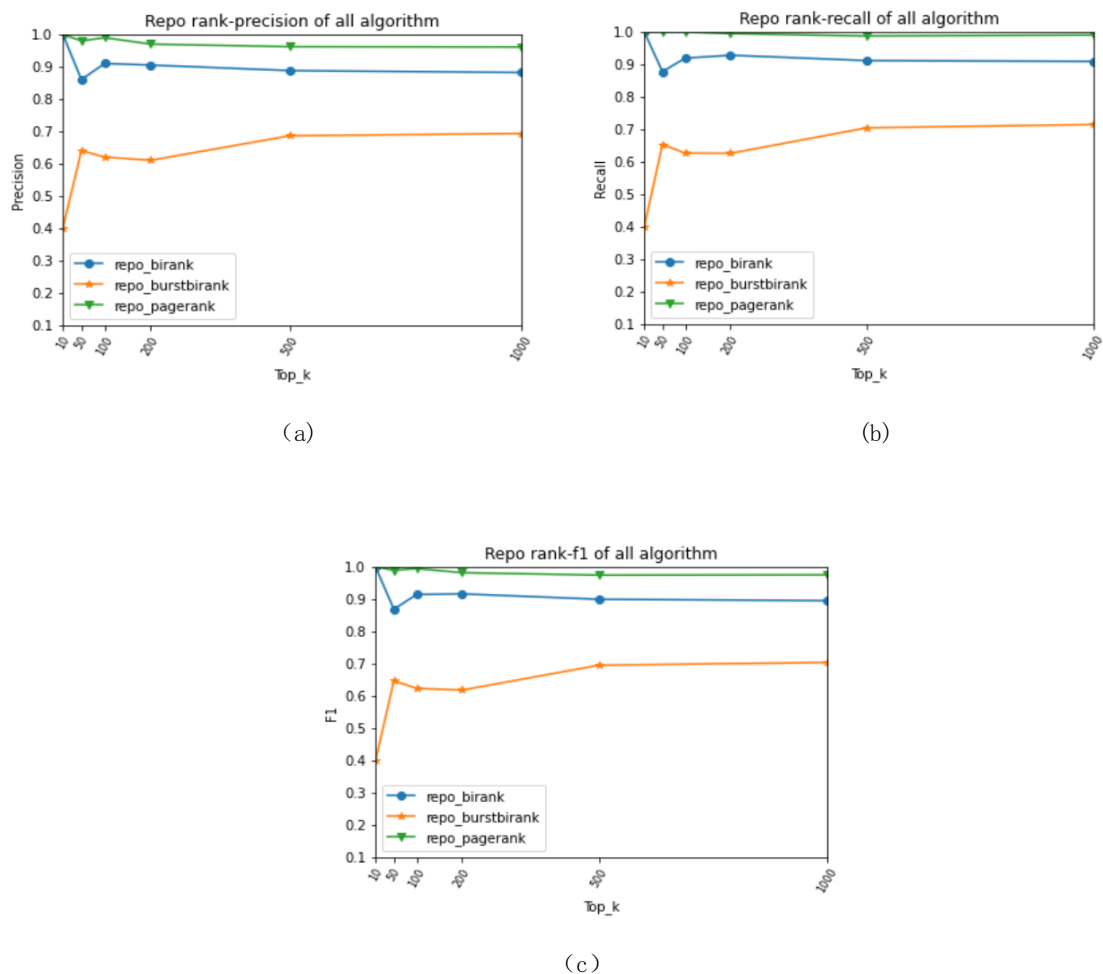 Repo rank-precision of all algorithm
1.0
0.9
0.8
0.7
0.6
0.5
0.4
0.3
0.2
0.1
Precision
repo_birank
repo_burstbirank
repo_pagerank
10 50 100 200 500 1000
Top_k
(a)
Repo rank-recall of all algorithm
1.0
0.9
0.8
0.7
0.6
0.5
0.4
0.3
0.2
0.1
Recall
repo_birank
repo_burstbirank
repo_pagerank
10 50 100 200 500 1000
Top_k
(b)
Repo rank-f1 of all algorithm
1.0
0.9
0.8
0.7
0.6
0.5
0.4
0.3
0.2
0.1
F1
repo_birank
repo_burstbirank
repo_pagerank
10 50 100 200 500 1000
Top_k
(c)